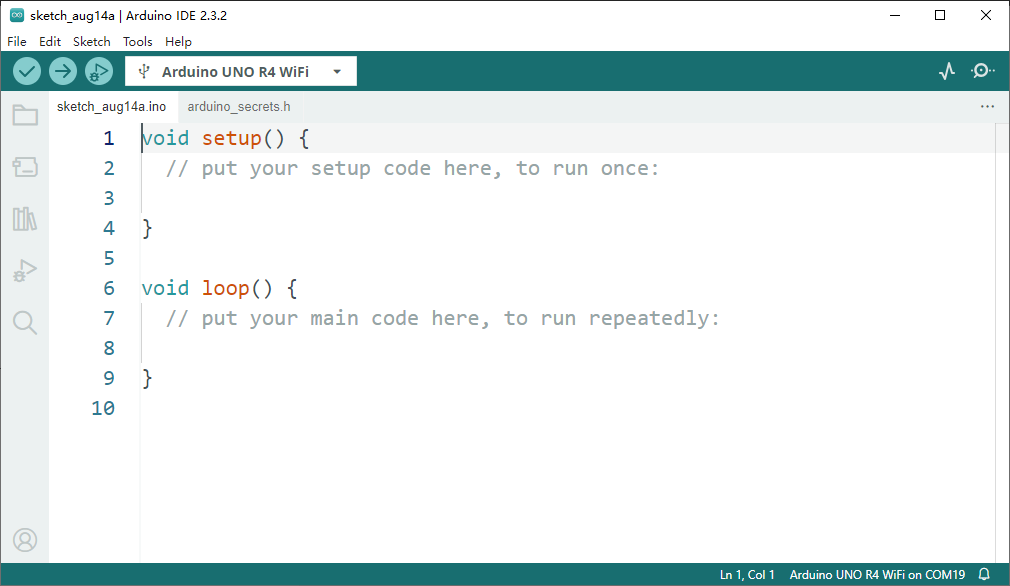 sketch_aug14a | Arduino IDE 2.3.2
File Edit Sketch Tools Help
Arduino UNO R4 WiFi
sketch_aug14a.ino arduino_secrets.h
1 void setup() {
2 // put your setup code here, to run once:
3
4 }
5
6 void loop() {
7 // put your main code here, to run repeatedly:
8
9 }
10
Ln 1, Col 1 Arduino UNO R4 WiFi on COM19